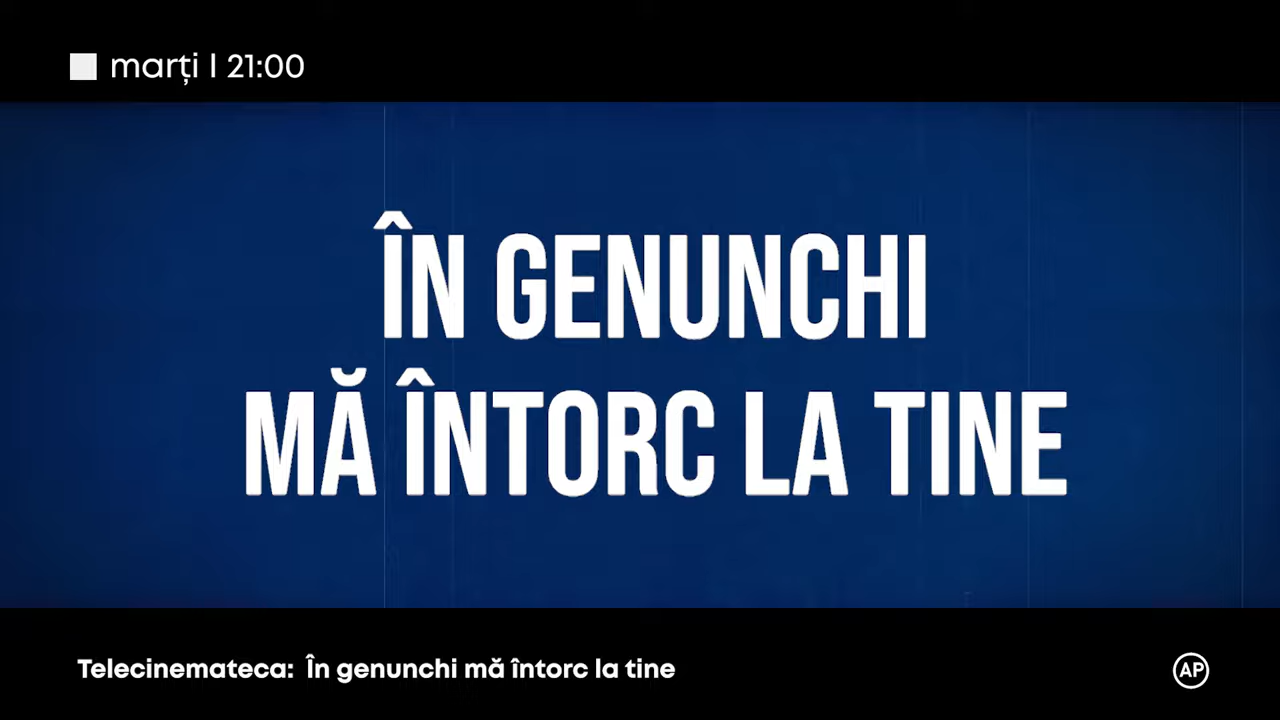 marți | 21:00
ÎN GENUNCHI
MĂ ÎNTORC LA TINE
Telecinemateca: În genunchi mă întorc la tine
AP